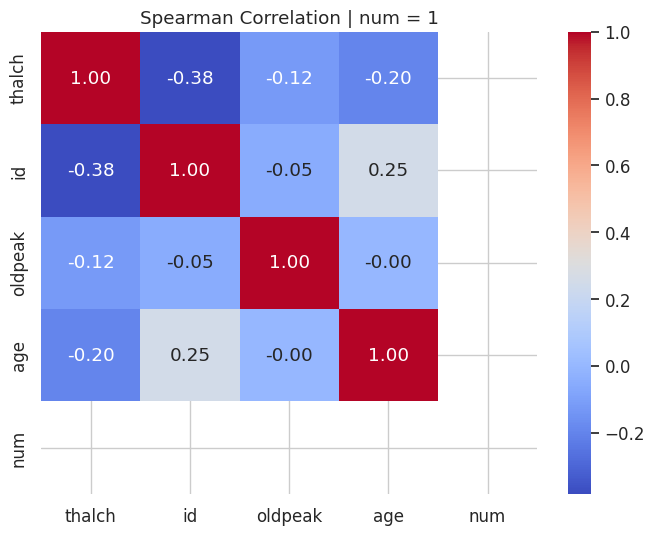 Spearman Correlation | num = 1
thalch 1.00 -0.38 -0.12 -0.20
id -0.38 1.00 -0.05 0.25
oldpeak -0.12 -0.05 1.00 -0.00
age -0.20 0.25 -0.00 1.00
num
thalch id oldpeak age num
1.0
0.8
0.6
0.4
0.2
0.0
−0.2